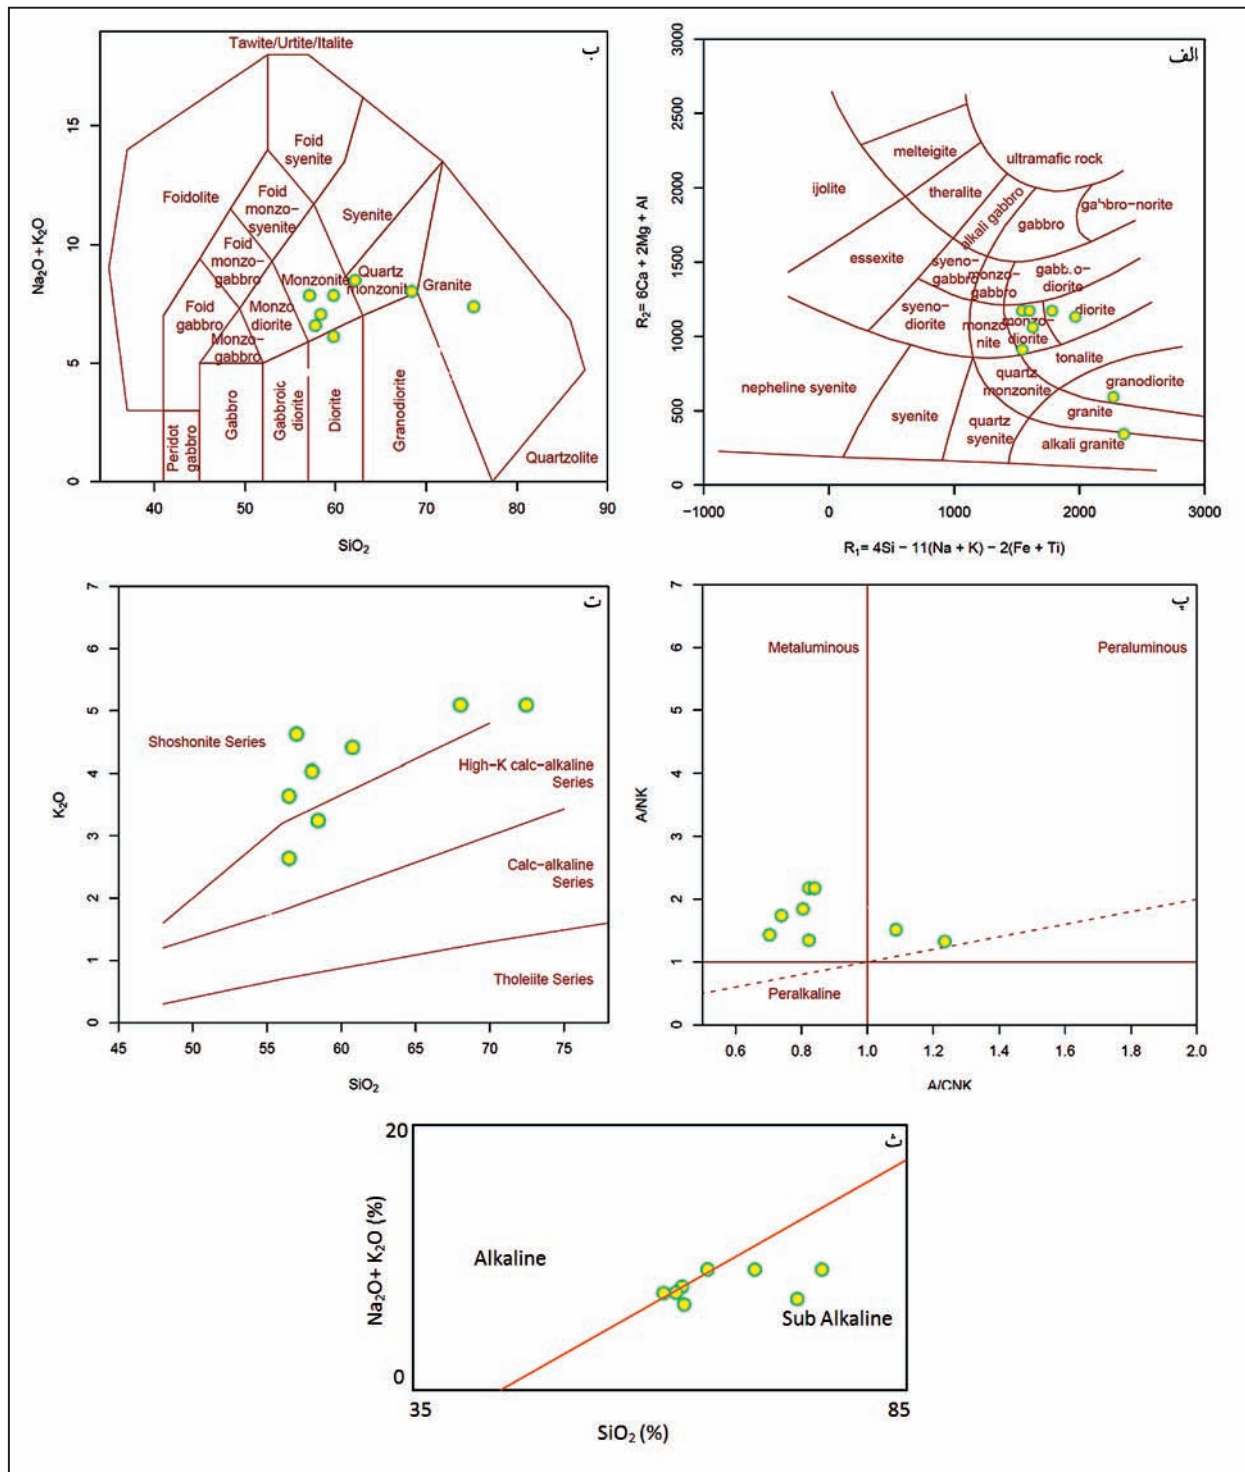 ب
Tawite/Urtite/Italite
Foid
syenite
Foidolite
Foid
monzo-
syenite
Syenite
Foid
monzo-
gabbro
Monzonite
Quartz
monzonit
Granite
Foid
gabbro
Monzo
diorite
Monzo-
gabbro
Peridot
gabbro
Gabbro
Gabbroic
diorite
Diorite
Granodiorite
Quartzolite
Na₂O + K₂O
0
5
10
15
40
50
60
70
80
90
SiO₂
الف
melteigite
ultramafic rock
ijolite
theralite
alkali gabbro
gabbro
gabbro-norite
essexite
syeno-
gabbro
monzo-
gabbro
gabbro-
diorite
syeno-
diorite
monzo-
nite
monzo-
diorite
diorite
tonalite
nepheline syenite
quartz
monzonite
granodiorite
syenite
quartz
syenite
granite
alkali granite
R₂= 6Ca + 2Mg + Al
0
500
1000
1500
2000
2500
3000
−1000
0
1000
2000
3000
R₁= 4Si − 11(Na + K) − 2(Fe + Ti)
ت
Shoshonite Series
High−K calc−alkaline
Series
Calc−alkaline
Series
Tholeiite Series
K₂O
0
1
2
3
4
5
6
7
45
50
55
60
65
70
75
SiO₂
پ
Metaluminous
Peraluminous
Peralkaline
A/NK
0
1
2
3
4
5
6
7
0.6
0.8
1.0
1.2
1.4
1.6
1.8
2.0
A/CNK
ث
20
Alkaline
Sub Alkaline
Na₂O+ K₂O (%)
0
35
85
SiO₂ (%)